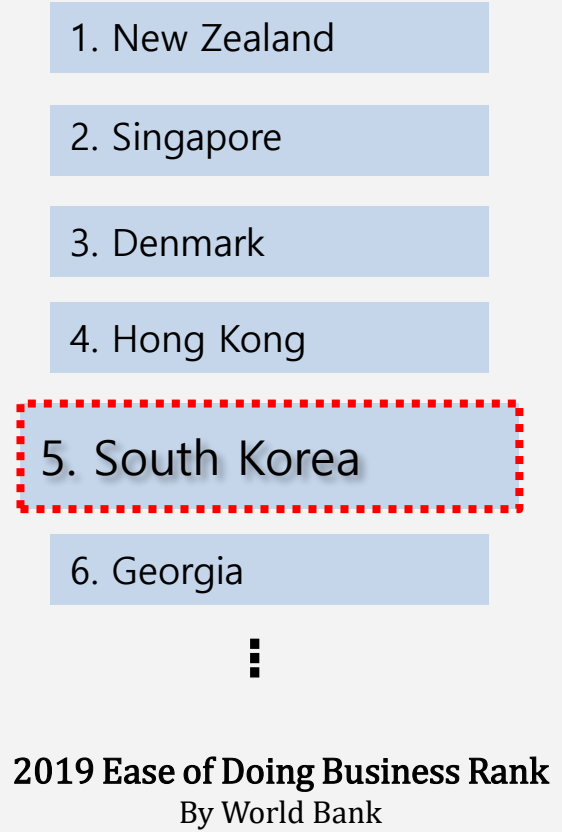 1. New Zealand
2. Singapore
3. Denmark
4. Hong Kong
5. South Korea
6. Georgia
⋮
2019 Ease of Doing Business Rank
By World Bank